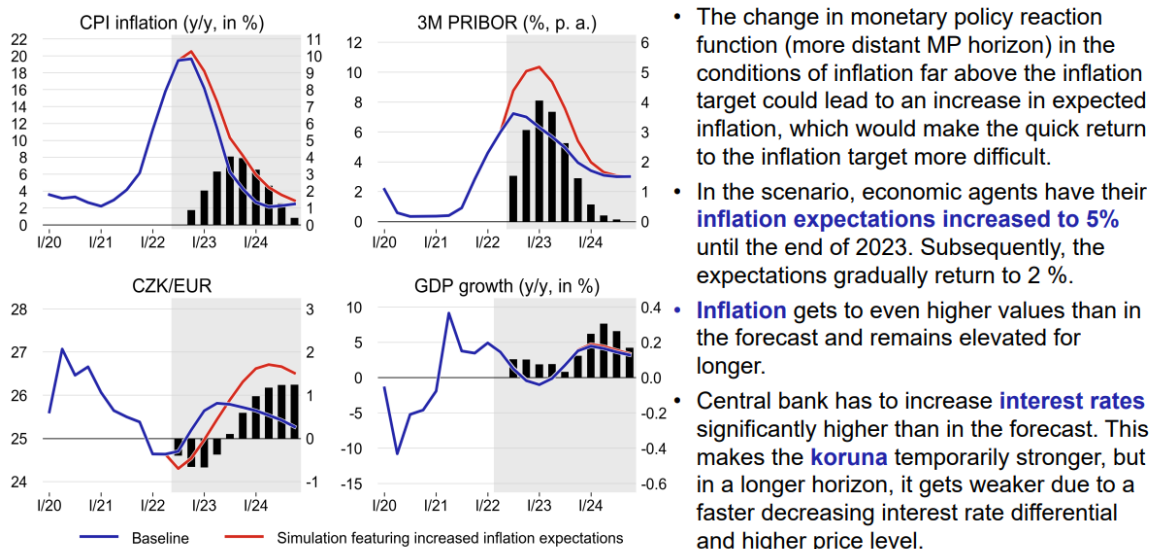 CPI inflation (y/y, in %)
22
20
18
16
14
12
10
8
6
4
2
0
11
10
9
8
7
6
5
4
3
2
1
0
I/20
I/21
I/22
I/23
I/24
3M PRIBOR (%, p. a.)
12
10
8
6
4
2
0
6
5
4
3
2
1
0
I/20
I/21
I/22
I/23
I/24
CZK/EUR
28
27
26
25
24
3
2
1
0
-1
I/20
I/21
I/22
I/23
I/24
GDP growth (y/y, in %)
10
5
0
-5
-10
-15
0.4
0.2
0.0
-0.2
-0.4
-0.6
I/20
I/21
I/22
I/23
I/24
Baseline
Simulation featuring increased inflation expectations
• The change in monetary policy reaction
function (more distant MP horizon) in the
conditions of inflation far above the inflation
target could lead to an increase in expected
inflation, which would make the quick return
to the inflation target more difficult.
• In the scenario, economic agents have their
inflation expectations increased to 5%
until the end of 2023. Subsequently, the
expectations gradually return to 2 %.
• Inflation gets to even higher values than in
the forecast and remains elevated for
longer.
• Central bank has to increase interest rates
significantly higher than in the forecast. This
makes the koruna temporarily stronger, but
in a longer horizon, it gets weaker due to a
faster decreasing interest rate differential
and higher price level.